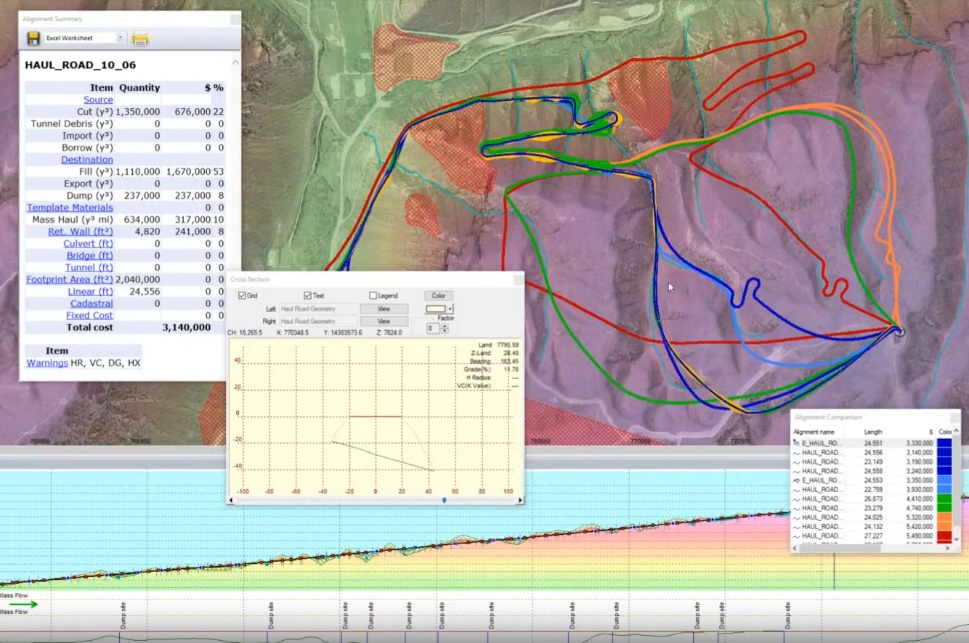 Alignment Summary
Excel Worksheet
HAUL_ROAD_10_06
Item Quantity $ %
Source
Cut (y³) 1,350,000 676,000 22
Tunnel Debris (y³) 0 0 0
Import (y³) 0 0 0
Borrow (y³) 0 0 0
Destination
Fill (y³) 1,110,000 1,670,000 53
Export (y³) 0 0 0
Dump (y³) 237,000 237,000 8
Template Materials 0 0
Mass Haul (y³ mi) 634,000 317,000 10
Ret. Wall (ft²) 4,820 241,000 8
Culvert (ft) 0 0 0
Bridge (ft) 0 0 0
Tunnel (ft) 0 0 0
Footprint Area (ft²) 2,040,000 0 0
Linear (ft) 24,556 0 0
Cadastral 0 0
Fixed Cost 0 0
Total cost 3,140,000
Item
Warnings HR, VC, DG, HX
Cross Section
Grid Text Legend Color
Left Haul Road Geometry View
Right Haul Road Geometry View
Factor
8
CH: 18,265.5 X: 770348.5 Y: 14383573.6 Z: 7824.0
Land 7795.59
Z-Land: 28.40
Bearing: 163.41
Grade(%): 11.70
H Radius: ---
VC(K Value): ---
40
20
0
-20
-40
-100 -80 -60 -40 -20 0 20 40 60 80 100
770000
Alignment Comparison
Alignment name Length $ Color
E_HAUL_RO... 24,551 3,330,000
HAUL_ROAD... 24,556 3,140,000
HAUL_ROAD... 23,149 3,190,000
HAUL_ROAD... 24,558 3,240,000
E_HAUL_RO... 24,553 3,350,000
HAUL_ROAD... 22,759 3,930,000
HAUL_ROAD... 26,873 4,410,000
HAUL_ROAD... 23,279 4,740,000
HAUL_ROAD... 24,025 5,320,000
HAUL_ROAD... 24,132 5,420,000
HAUL_ROAD... 27,227 5,490,000
Mass Flow
Mass Flow
Dump site
Dump site
Dump site
Dump site
Dump site
Dump site
Dump site
Dump site
Dump site
Dump site
Dump site